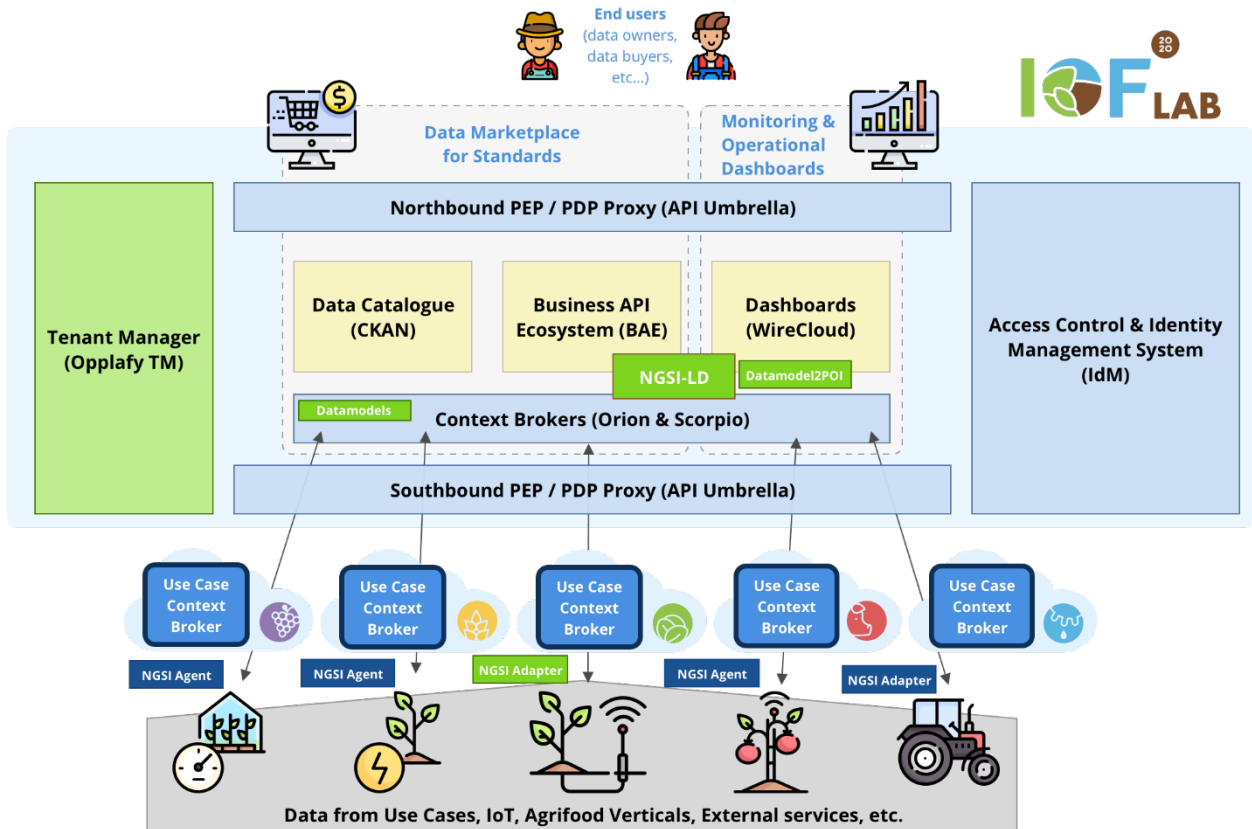 End users
(data owners,
data buyers,
etc...)
20
20
IOF
LAB
$
Data Marketplace
for Standards
Monitoring &
Operational
Dashboards
Northbound PEP / PDP Proxy (API Umbrella)
Tenant Manager
(Opplafy TM)
Data Catalogue
(CKAN)
Business API
Ecosystem (BAE)
Dashboards
(WireCloud)
Access Control & Identity
Management System
(IdM)
NGSI-LD
Datamodel2POI
Datamodels
Context Brokers (Orion & Scorpio)
Southbound PEP / PDP Proxy (API Umbrella)
Use Case
Context
Broker
Use Case
Context
Broker
Use Case
Context
Broker
Use Case
Context
Broker
Use Case
Context
Broker
NGSI Agent
NGSI Agent
NGSI Adapter
NGSI Agent
NGSI Adapter
Data from Use Cases, IoT, Agrifood Verticals, External services, etc.